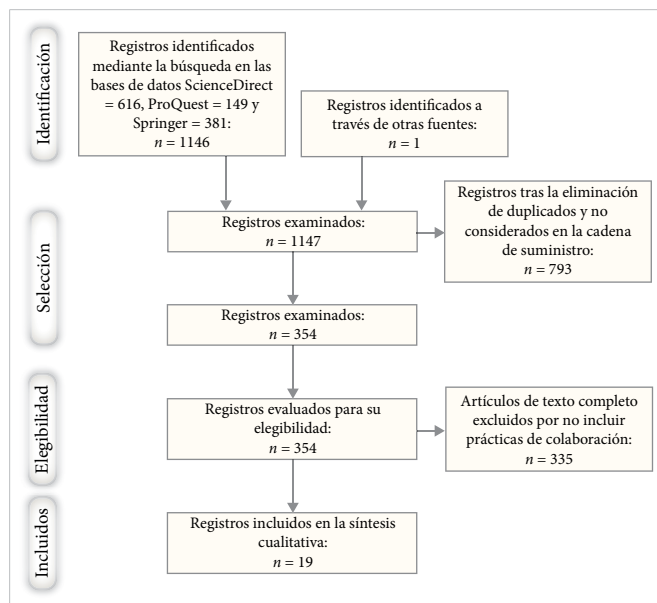 Identificación
Registros identificados
mediante la búsqueda en las
bases de datos ScienceDirect
= 616, ProQuest = 149 y
Springer = 381:
n = 1146
Registros identificados a
través de otras fuentes:
n = 1
Selección
Registros examinados:
n = 1147
Registros tras la eliminación
de duplicados y no
considerados en la cadena
de suministro:
n = 793
Registros examinados:
n = 354
Elegibilidad
Registros evaluados para su
elegibilidad:
n = 354
Artículos de texto completo
excluidos por no incluir
prácticas de colaboración:
n = 335
Incluidos
Registros incluidos en la síntesis
cualitativa:
n = 19